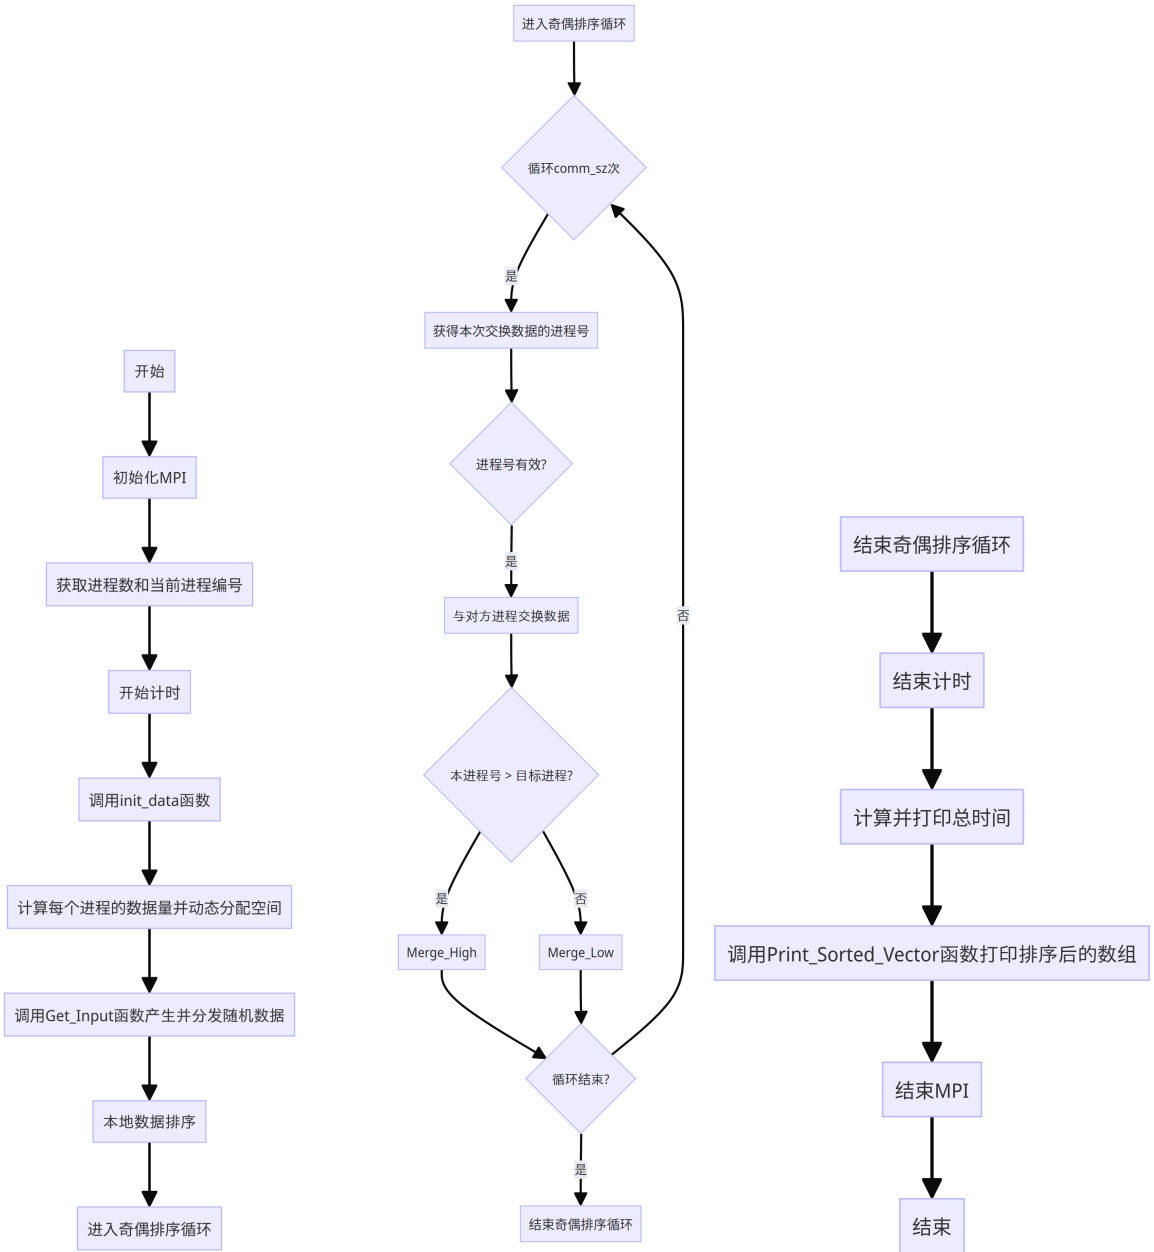 开始
初始化MPI
获取进程数和当前进程编号
开始计时
调用init_data函数
计算每个进程的数据量并动态分配空间
调用Get_Input函数产生并分发随机数据
本地数据排序
进入奇偶排序循环
进入奇偶排序循环
循环comm_sz次
是
获得本次交换数据的进程号
进程号有效?
是
与对方进程交换数据
本进程号 > 目标进程?
是
否
Merge_High
Merge_Low
循环结束?
否
是
结束奇偶排序循环
结束奇偶排序循环
结束计时
计算并打印总时间
调用Print_Sorted_Vector函数打印排序后的数组
结束MPI
结束